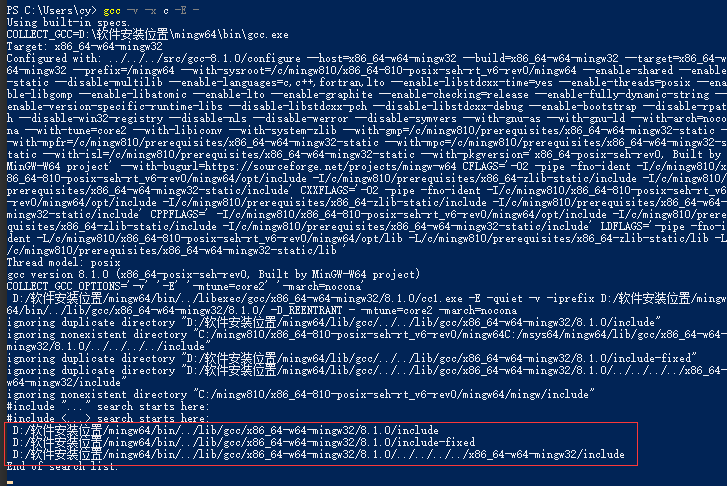 PS C:\Users\cy> gcc -v -x c -E -
Using built-in specs.
COLLECT_GCC=D:\软件安装位置\mingw64\bin\gcc.exe
Target: x86_64-w64-mingw32
Configured with: ../../../src/gcc-8.1.0/configure --host=x86_64-w64-mingw32 --build=x86_64-w64-mingw32 --target=x86_64-w
64-mingw32 --prefix=/mingw64 --with-sysroot=/c/mingw810/x86_64-810-posix-seh-rt_v6-rev0/mingw64 --enable-shared --enable
-static --disable-multilib --enable-languages=c,c++,fortran,lto --enable-libstdcxx-time=yes --enable-threads=posix --ena
ble-libgomp --enable-libatomic --enable-lto --enable-graphite --enable-checking=release --enable-fully-dynamic-string --
enable-version-specific-runtime-libs --disable-libstdcxx-pch --disable-libstdcxx-debug --enable-bootstrap --disable-rpat
h --disable-win32-registry --disable-nls --disable-werror --disable-symvers --with-gnu-as --with-gnu-ld --with-arch=noco
na --with-tune=core2 --with-libiconv --with-system-zlib --with-gmp=/c/mingw810/prerequisites/x86_64-w64-mingw32-static -
-with-mpfr=/c/mingw810/prerequisites/x86_64-w64-mingw32-static --with-mpc=/c/mingw810/prerequisites/x86_64-w64-mingw32-s
tatic --with-isl=/c/mingw810/prerequisites/x86_64-w64-mingw32-static --with-pkgversion='x86_64-posix-seh-rev0, Built by
MinGW-W64 project' --with-bugurl=https://sourceforge.net/projects/mingw-w64 CFLAGS='-O2 -pipe -fno-ident -I/c/mingw810/x
86_64-810-posix-seh-rt_v6-rev0/mingw64/opt/include -I/c/mingw810/prerequisites/x86_64-zlib-static/include -I/c/mingw810/
prerequisites/x86_64-w64-mingw32-static/include' CXXFLAGS='-O2 -pipe -fno-ident -I/c/mingw810/x86_64-810-posix-seh-rt_v6
-rev0/mingw64/opt/include -I/c/mingw810/prerequisites/x86_64-zlib-static/include -I/c/mingw810/prerequisites/x86_64-w64-
mingw32-static/include' CPPFLAGS=' -I/c/mingw810/x86_64-810-posix-seh-rt_v6-rev0/mingw64/opt/include -I/c/mingw810/prere
quisites/x86_64-zlib-static/include -I/c/mingw810/prerequisites/x86_64-w64-mingw32-static/include' LDFLAGS='-pipe -fno-i
dent -L/c/mingw810/x86_64-810-posix-seh-rt_v6-rev0/mingw64/opt/lib -L/c/mingw810/prerequisites/x86_64-zlib-static/lib -L
/c/mingw810/prerequisites/x86_64-w64-mingw32-static/lib '
Thread model: posix
gcc version 8.1.0 (x86_64-posix-seh-rev0, Built by MinGW-W64 project)
COLLECT_GCC_OPTIONS='-v' '-E' '-mtune=core2' '-march=nocona'
D:/软件安装位置/mingw64/bin/../libexec/gcc/x86_64-w64-mingw32/8.1.0/cc1.exe -E -quiet -v -iprefix D:/软件安装位置/mingw
64/bin/../lib/gcc/x86_64-w64-mingw32/8.1.0/ -D_REENTRANT - -mtune=core2 -march=nocona
ignoring duplicate directory "D:/软件安装位置/mingw64/lib/gcc/../../lib/gcc/x86_64-w64-mingw32/8.1.0/include"
ignoring nonexistent directory "C:/mingw810/x86_64-810-posix-seh-rt_v6-rev0/mingw64C:/msys64/mingw64/lib/gcc/x86_64-w64-
mingw32/8.1.0/../../../../include"
ignoring duplicate directory "D:/软件安装位置/mingw64/lib/gcc/../../lib/gcc/x86_64-w64-mingw32/8.1.0/include-fixed"
ignoring duplicate directory "D:/软件安装位置/mingw64/lib/gcc/../../lib/gcc/x86_64-w64-mingw32/8.1.0/../../../../x86_64-
w64-mingw32/include"
ignoring nonexistent directory "C:/mingw810/x86_64-810-posix-seh-rt_v6-rev0/mingw64/mingw/include"
#include "..." search starts here:
#include <...> search starts here:
D:/软件安装位置/mingw64/bin/../lib/gcc/x86_64-w64-mingw32/8.1.0/include
D:/软件安装位置/mingw64/bin/../lib/gcc/x86_64-w64-mingw32/8.1.0/include-fixed
D:/软件安装位置/mingw64/bin/../lib/gcc/x86_64-w64-mingw32/8.1.0/../../../../x86_64-w64-mingw32/include
End of search list.